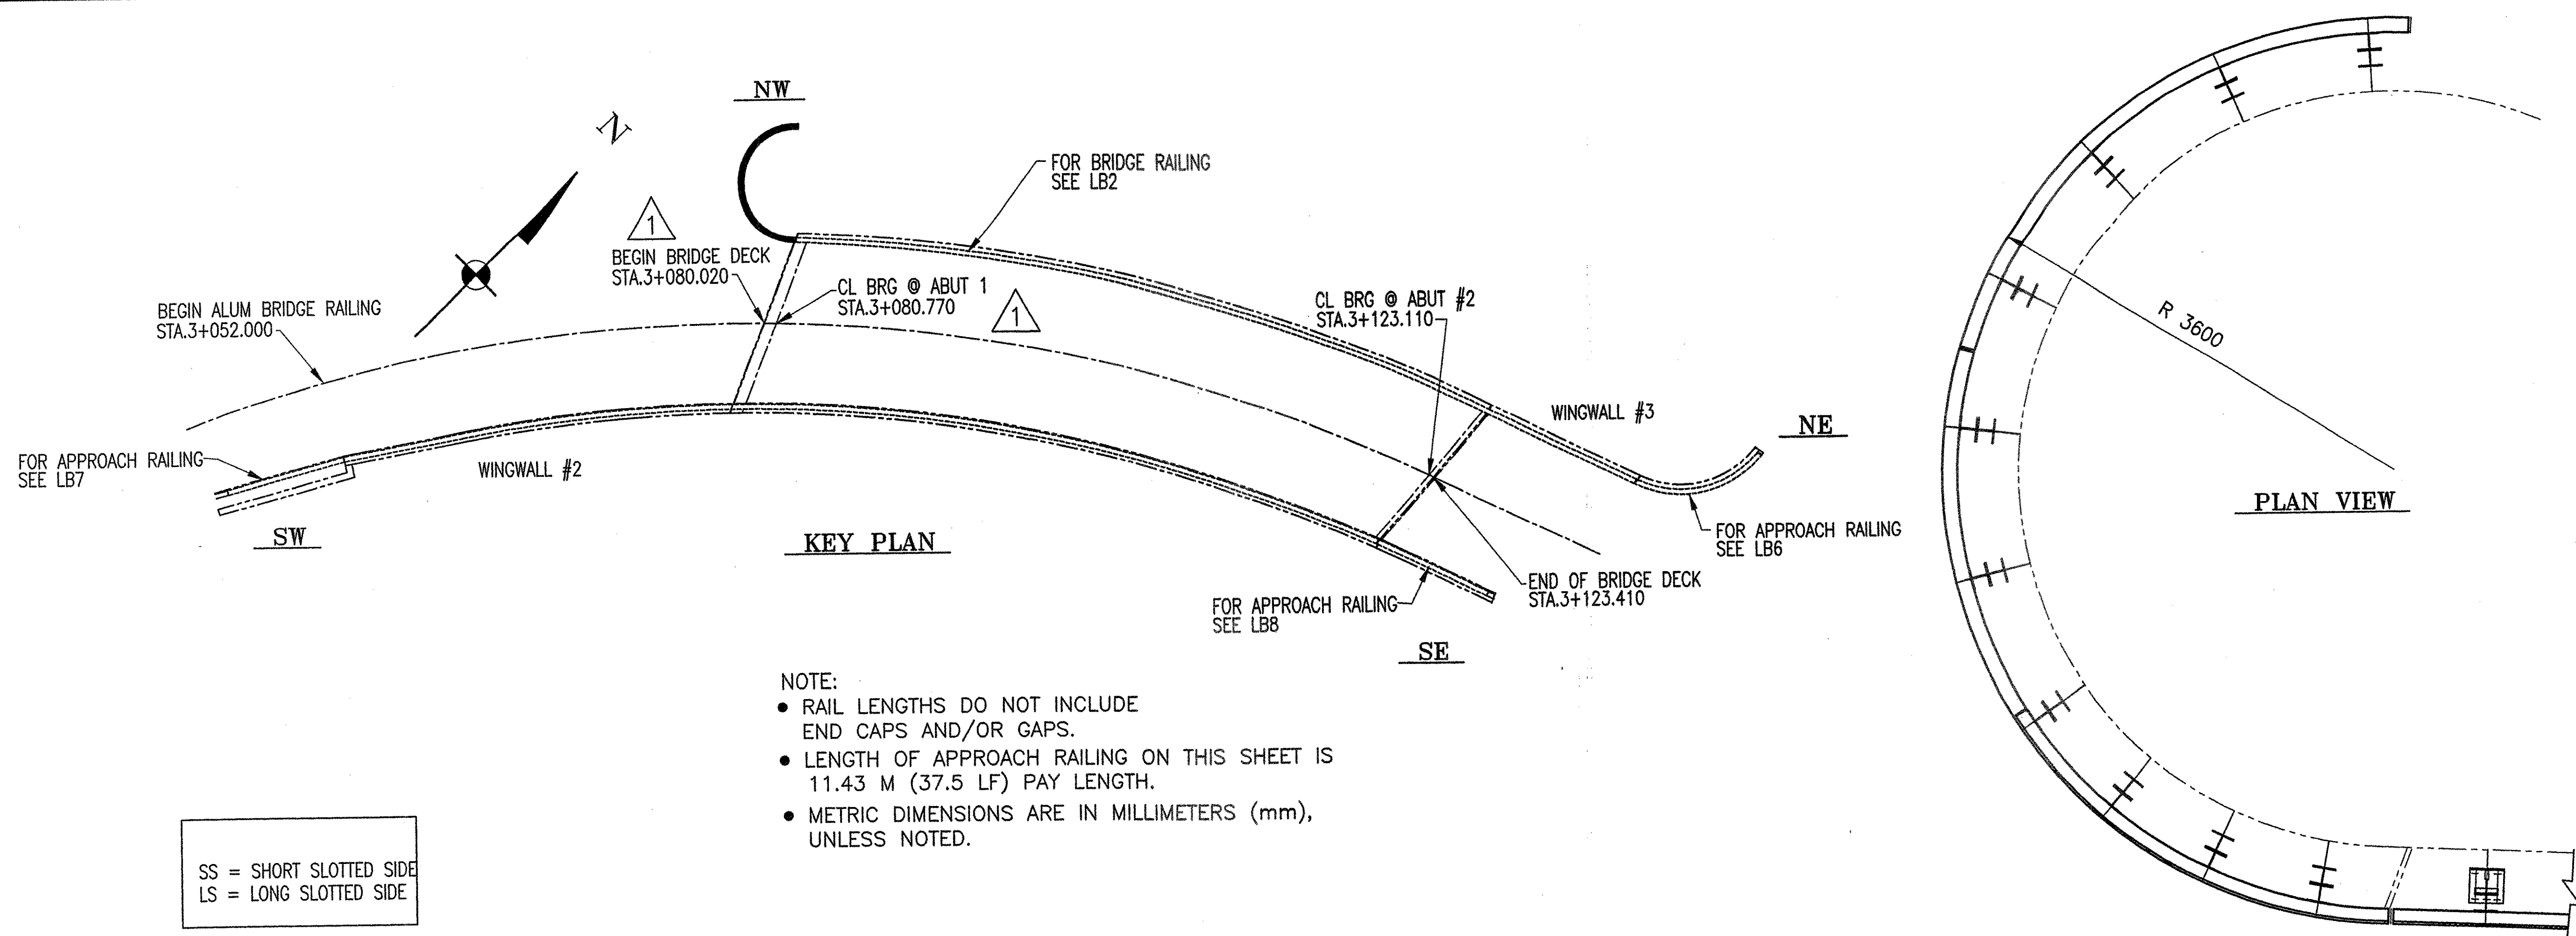 NW
N
FOR BRIDGE RAILING
SEE LB2
1
BEGIN BRIDGE DECK
STA.3+080.020
CL BRG @ ABUT 1
STA.3+080.770
1
CL BRG @ ABUT #2
STA.3+123.110
BEGIN ALUM BRIDGE RAILING
STA.3+052.000
R 3600
WINGWALL #3
NE
FOR APPROACH RAILING
SEE LB7
WINGWALL #2
PLAN VIEW
SW
KEY PLAN
FOR APPROACH RAILING
SEE LB6
END OF BRIDGE DECK
STA.3+123.410
FOR APPROACH RAILING
SEE LB8
SE
NOTE:
● RAIL LENGTHS DO NOT INCLUDE
END CAPS AND/OR GAPS.
● LENGTH OF APPROACH RAILING ON THIS SHEET IS
11.43 M (37.5 LF) PAY LENGTH.
● METRIC DIMENSIONS ARE IN MILLIMETERS (mm),
UNLESS NOTED.
SS = SHORT SLOTTED SIDE
LS = LONG SLOTTED SIDE